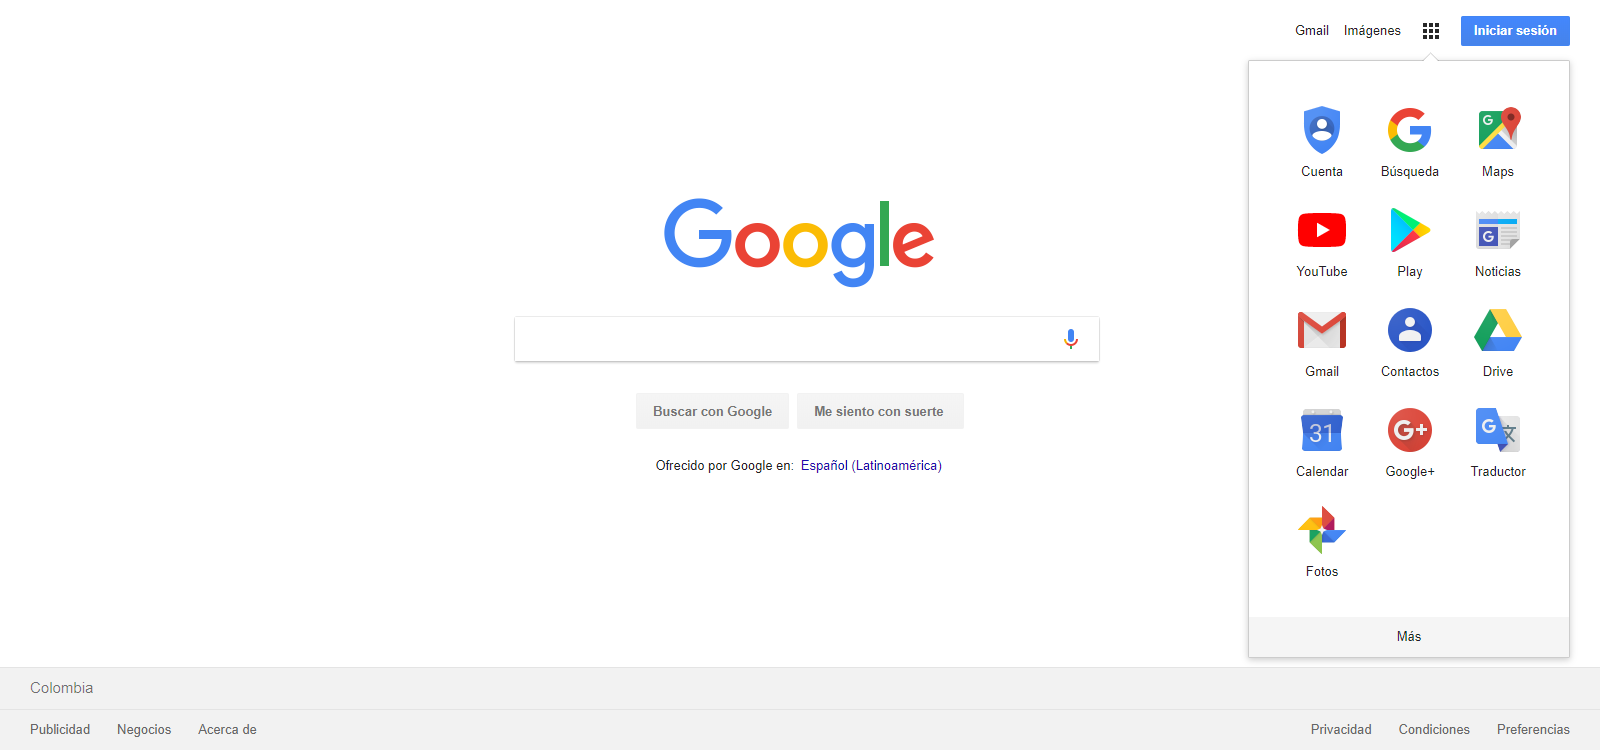 Gmail Imágenes Iniciar sesión
Cuenta Búsqueda Maps
YouTube Play Noticias
Gmail Contactos Drive
31
Calendar Google+ Traductor
Fotos
Más
Google
Buscar con Google Me siento con suerte
Ofrecido por Google en: Español (Latinoamérica)
Colombia
Publicidad Negocios Acerca de Privacidad Condiciones Preferencias